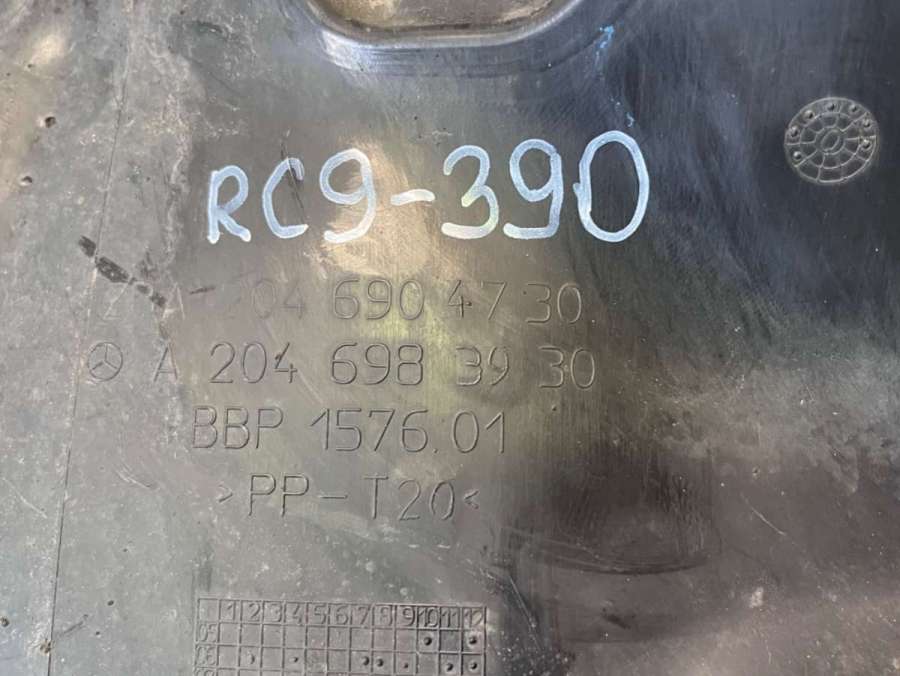 RC9-390
A 204 690 47 30
A 204 698 39 30
BBP 1576.01
>PP-T20<
1 2 3 4 5 6 7 8 9 10 11 12
05